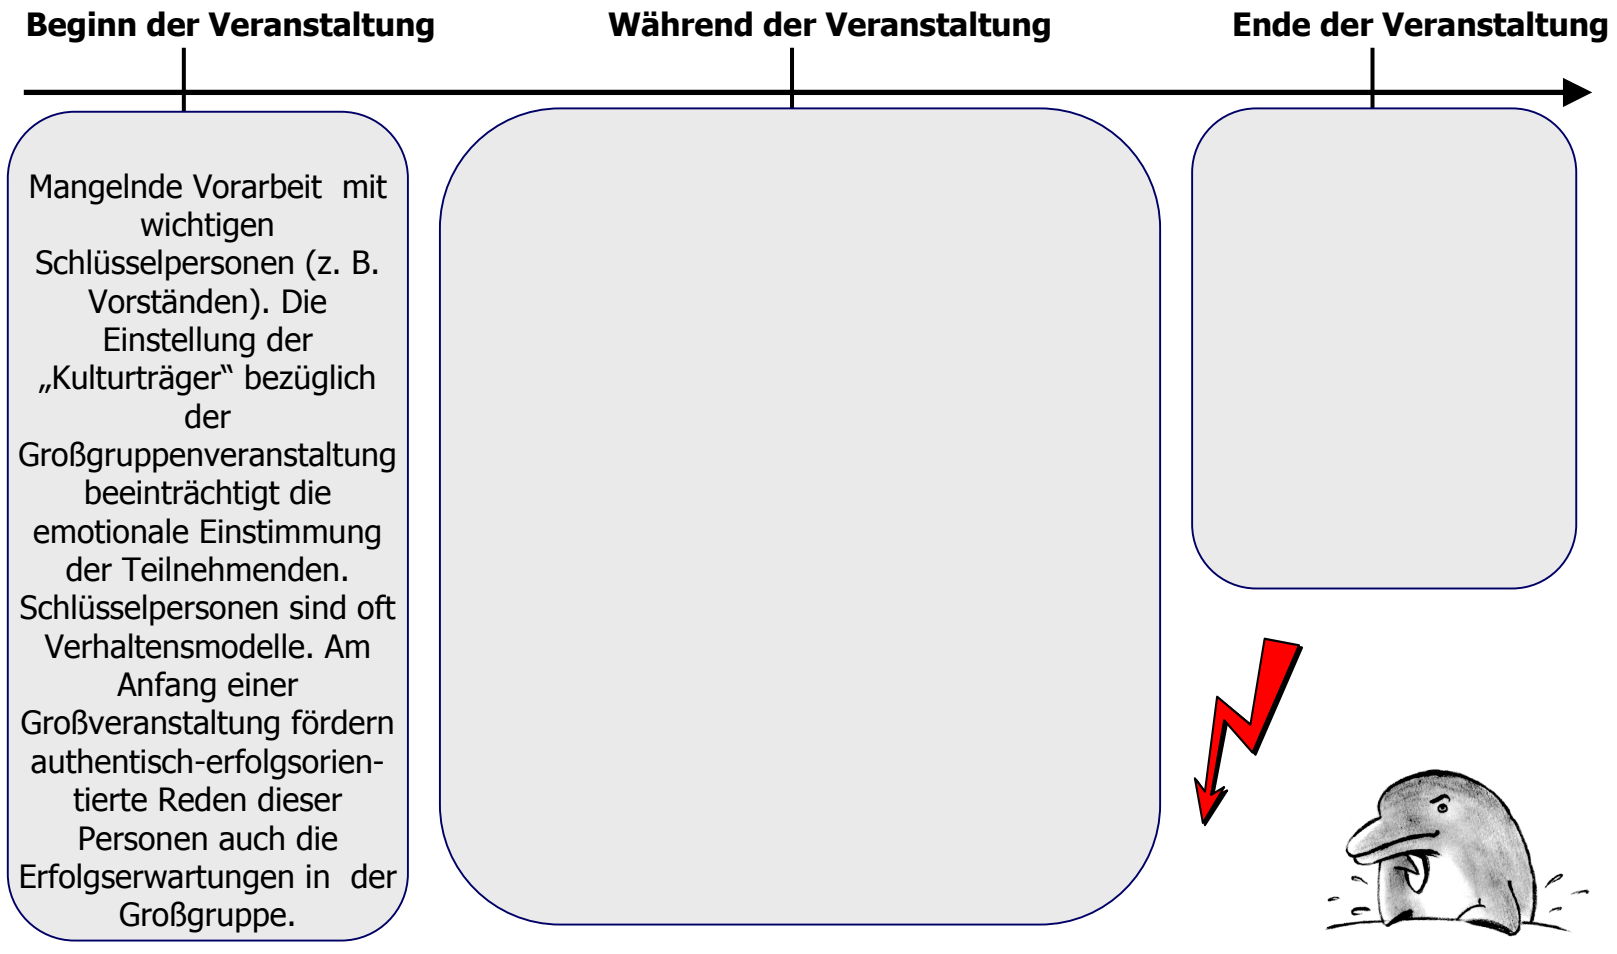 Beginn der Veranstaltung
Während der Veranstaltung
Ende der Veranstaltung
Mangelnde Vorarbeit  mit
wichtigen
Schlüsselpersonen (z. B.
Vorständen). Die
Einstellung der
„Kulturträger“ bezüglich
der
Großgruppenveranstaltung
beeinträchtigt die
emotionale Einstimmung
der Teilnehmenden.
Schlüsselpersonen sind oft
Verhaltensmodelle. Am
Anfang einer
Großveranstaltung fördern
authentisch-erfolgsorien-
tierte Reden dieser
Personen auch die
Erfolgserwartungen in  der
Großgruppe.